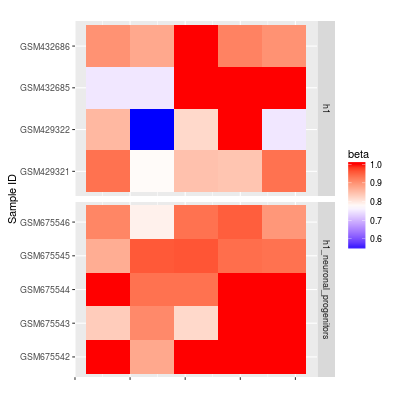 GSM432686
GSM432685
GSM429322
GSM429321
h1
GSM675546
GSM675545
GSM675544
GSM675543
GSM675542
h1_neuronal_progenitors
Sample ID
beta
1.0
0.9
0.8
0.7
0.6